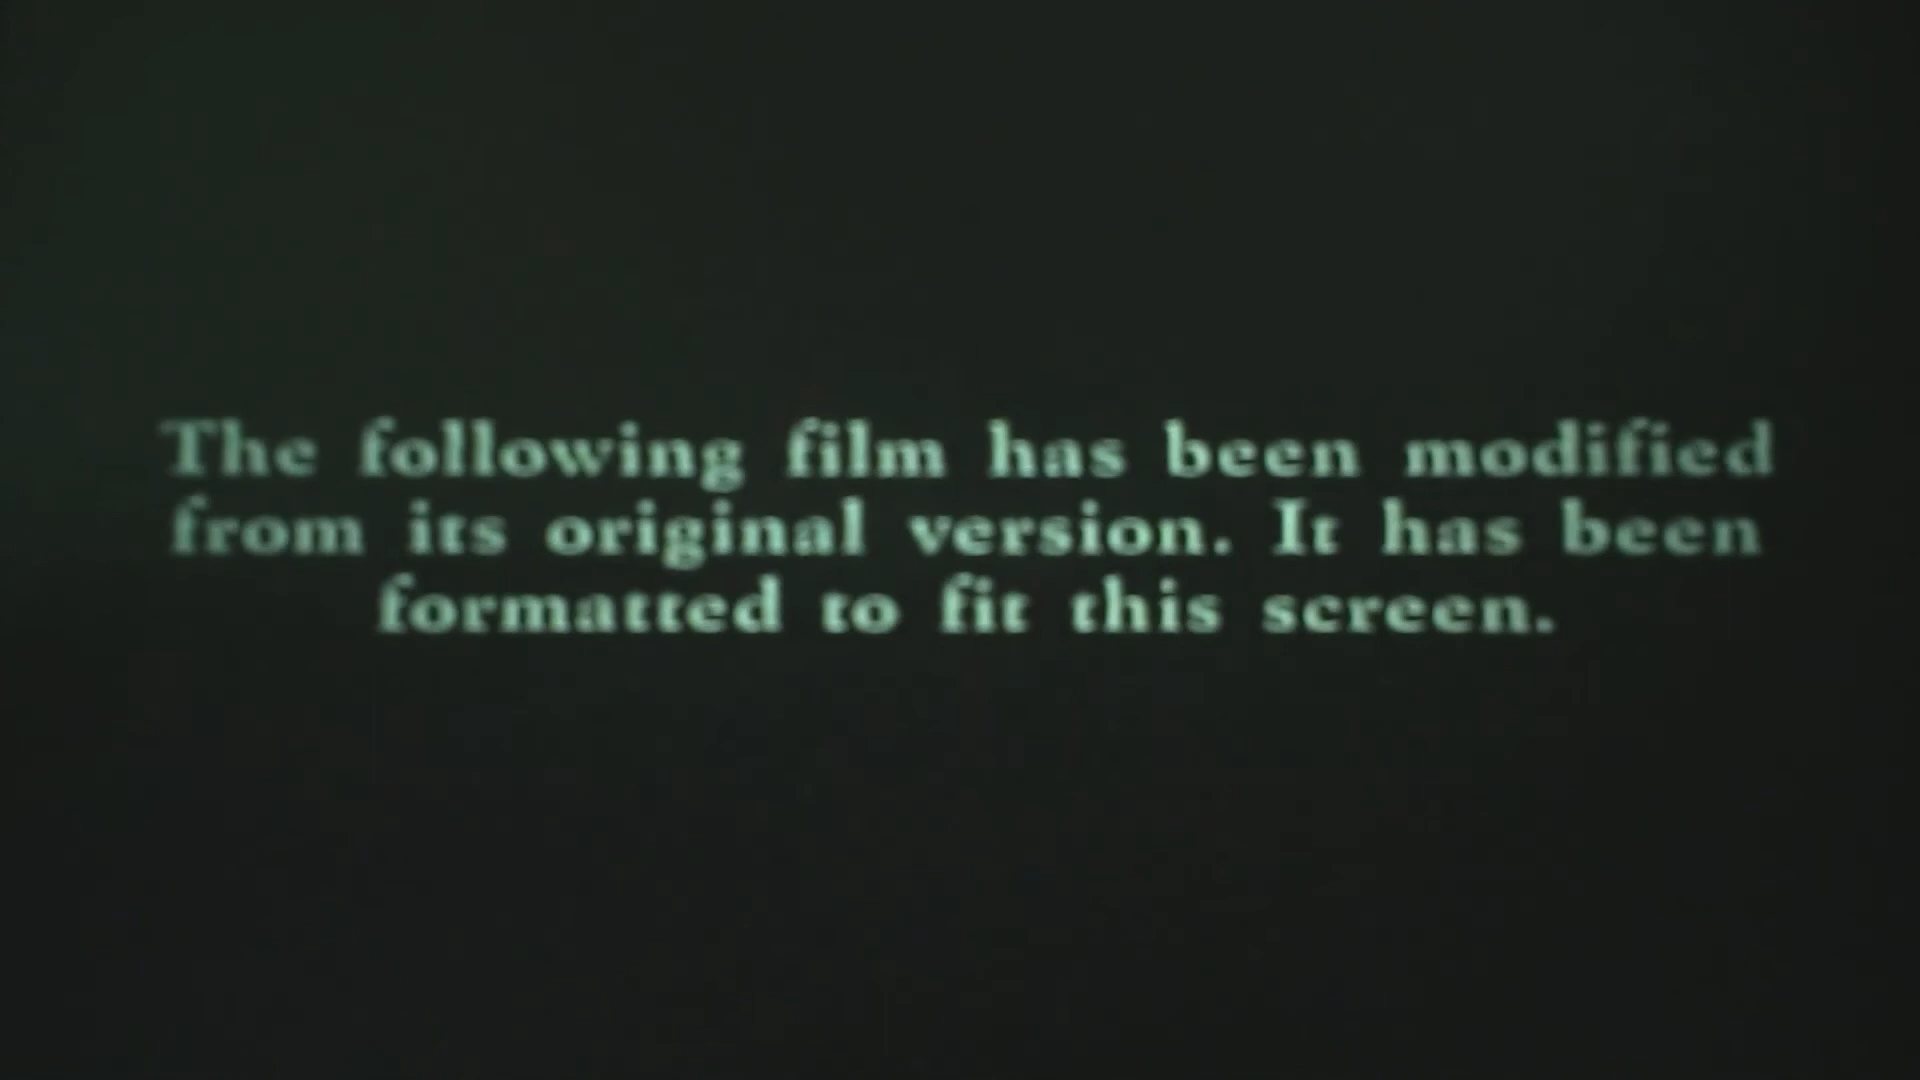 The following film has been modified
from its original version. It has been
formatted to fit this screen.